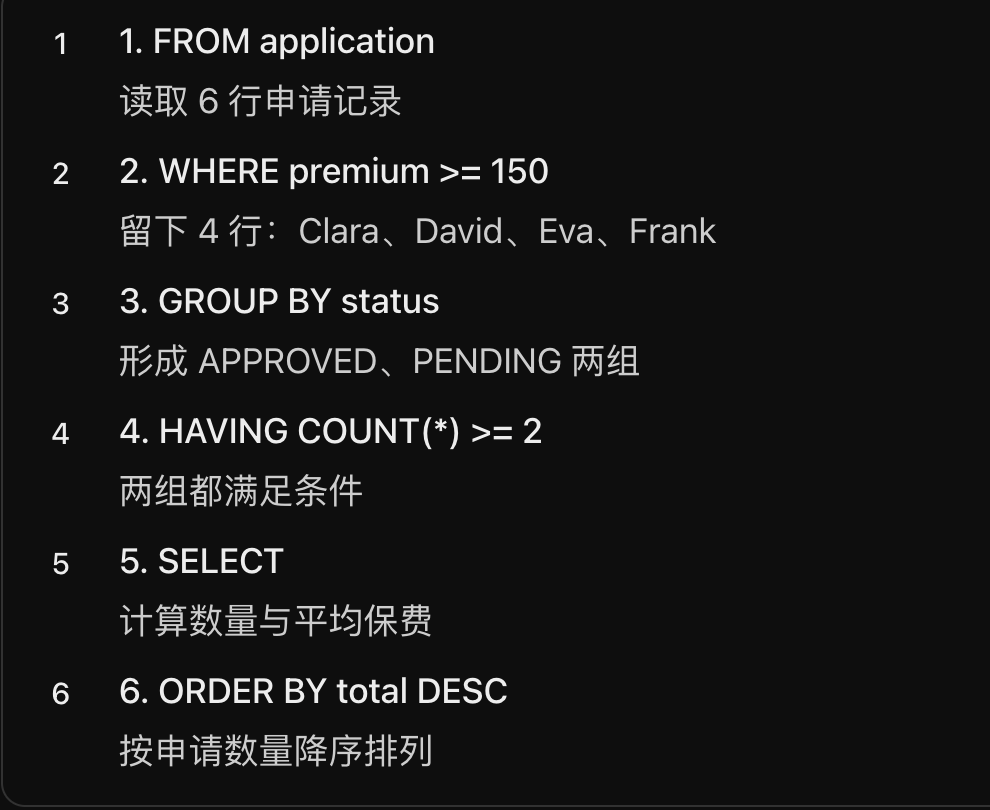 1 1. FROM application
读取 6 行申请记录
2 2. WHERE premium >= 150
留下 4 行：Clara、David、Eva、Frank
3 3. GROUP BY status
形成 APPROVED、PENDING 两组
4 4. HAVING COUNT(*) >= 2
两组都满足条件
5 5. SELECT
计算数量与平均保费
6 6. ORDER BY total DESC
按申请数量降序排列